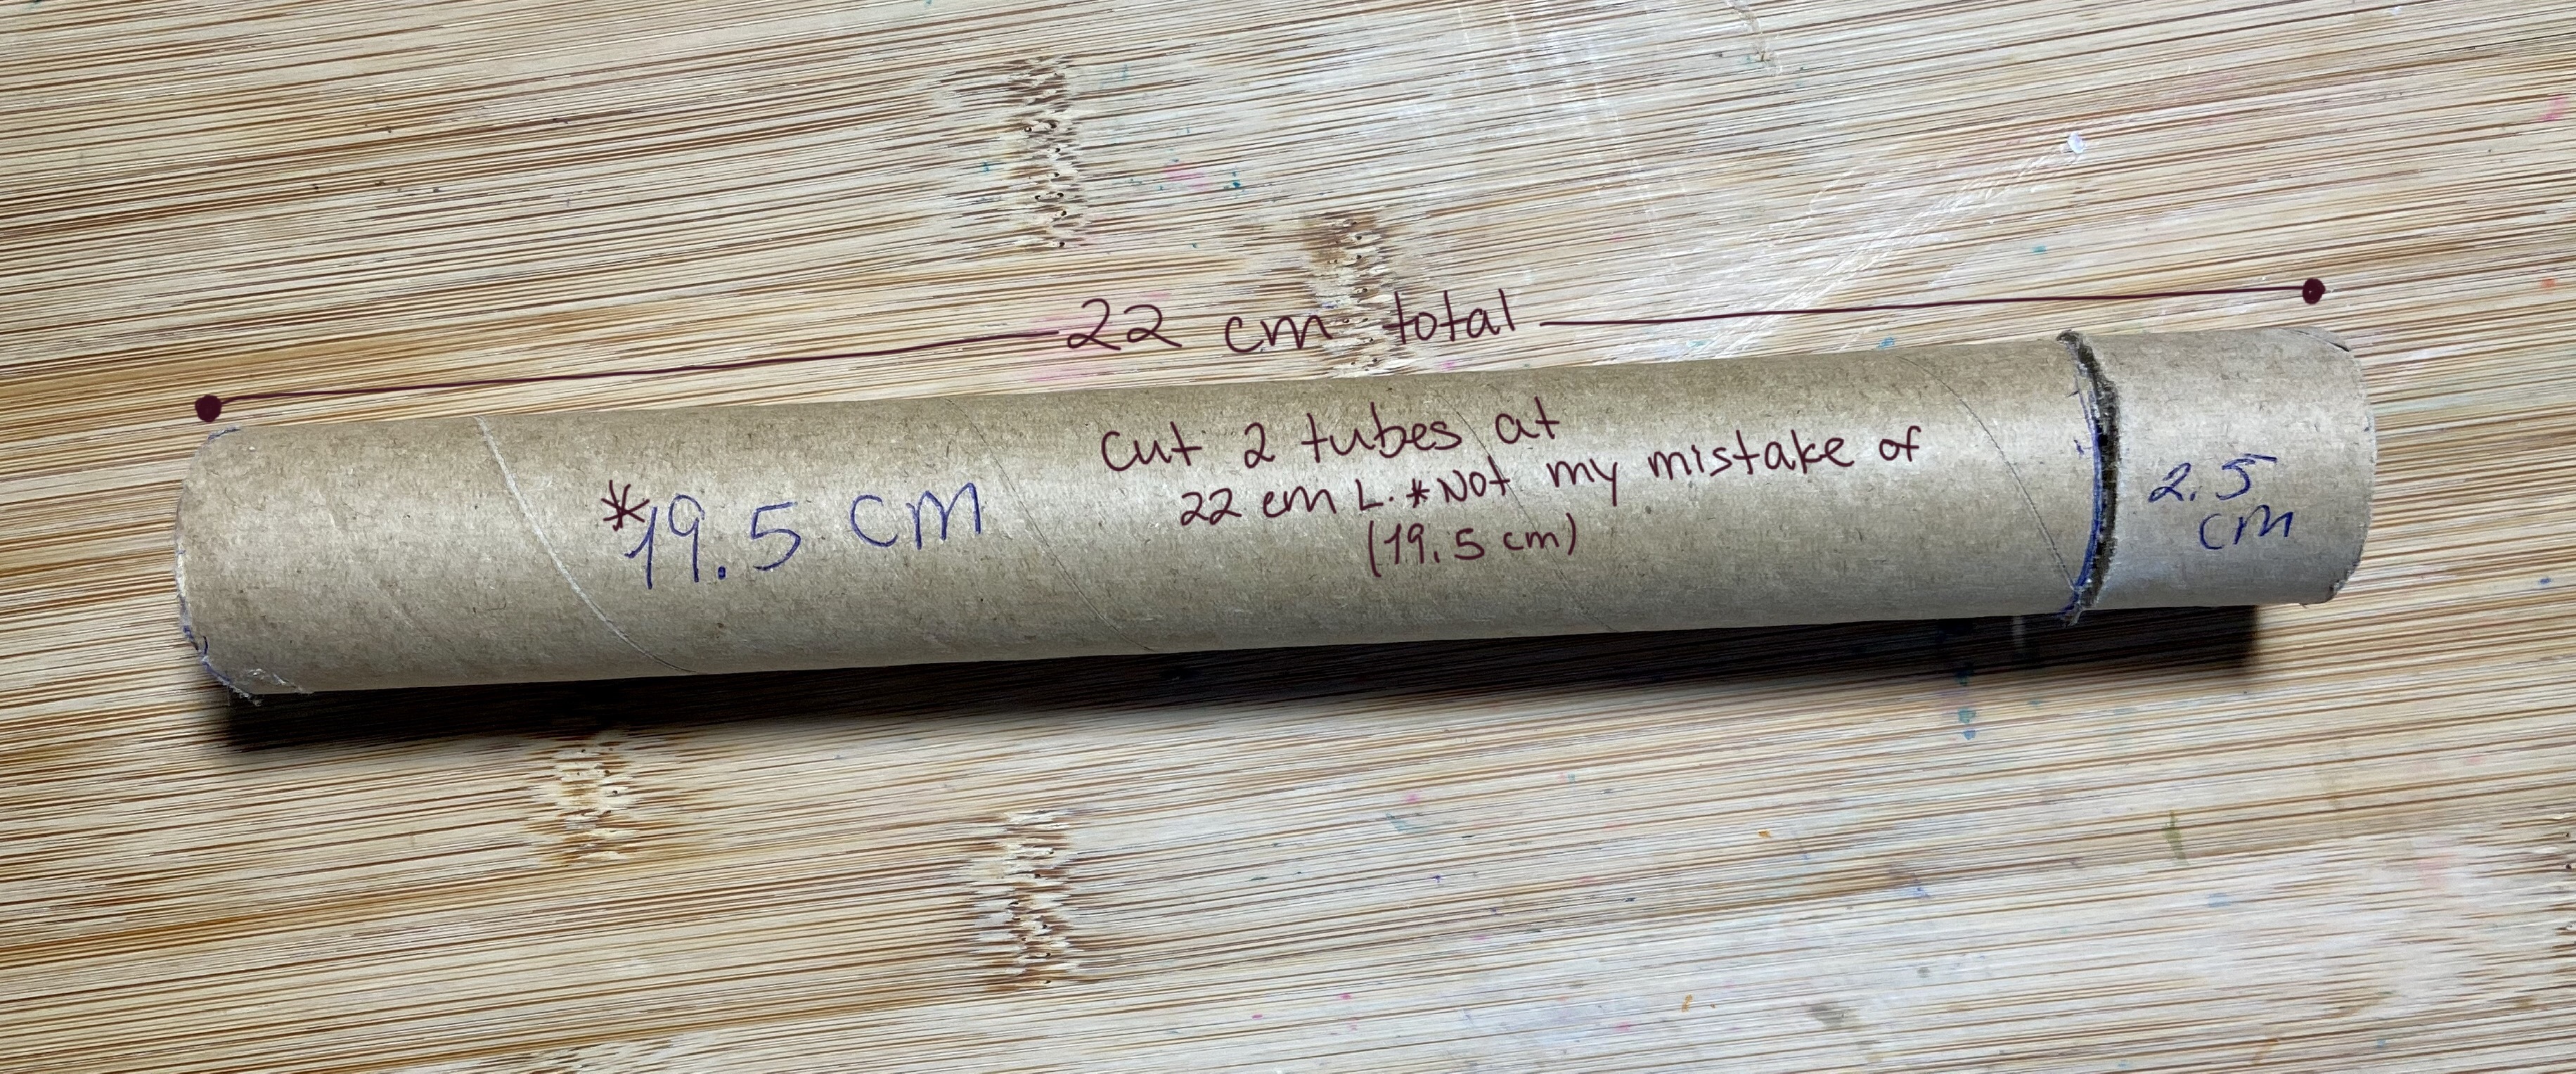 22 cm total
Cut 2 tubes at
22 cm L. *Not my mistake of
(19.5 cm)
*19.5 cm
2.5
cm